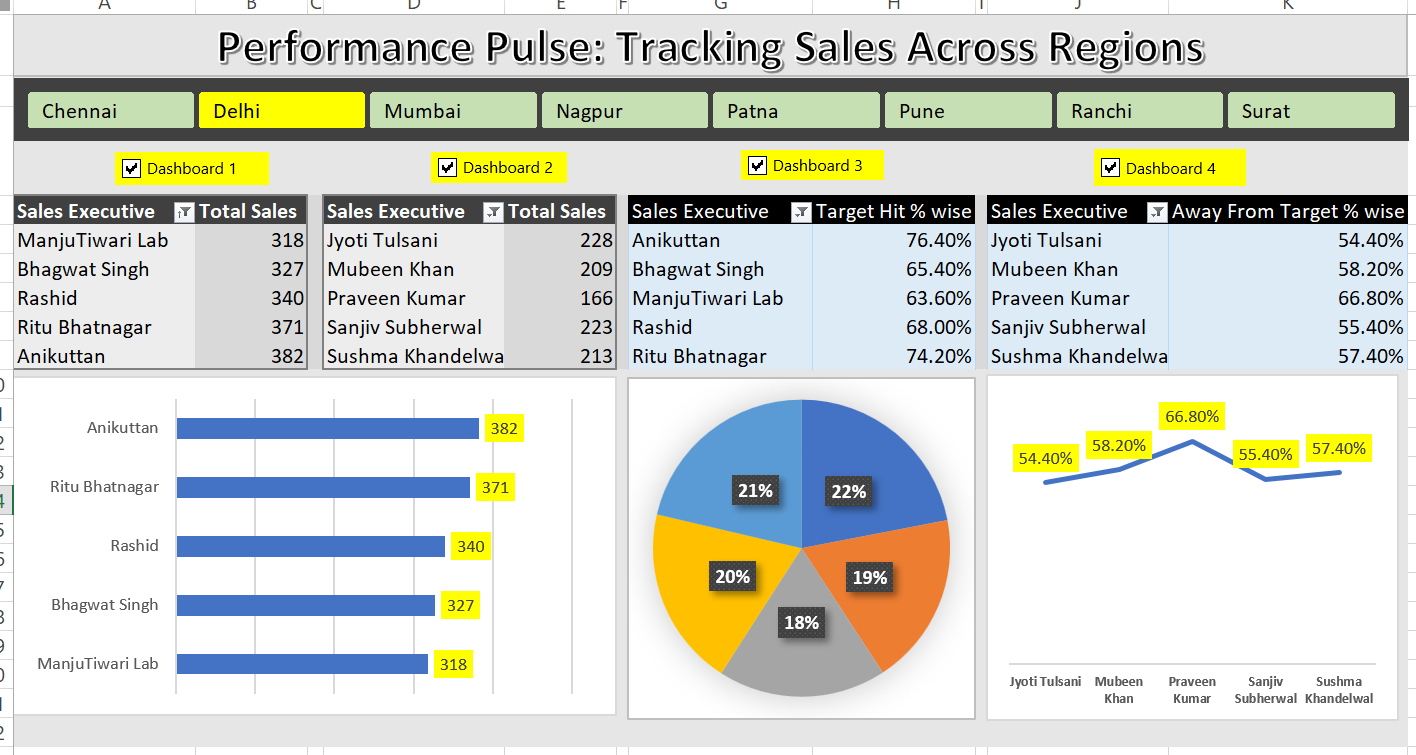 A B C D E F G H I J K
Performance Pulse: Tracking Sales Across Regions
Chennai Delhi Mumbai Nagpur Patna Pune Ranchi Surat
Dashboard 1 Dashboard 2 Dashboard 3 Dashboard 4
Sales Executive Total Sales Sales Executive Total Sales Sales Executive Target Hit % wise Sales Executive Away From Target % wise
ManjuTiwari Lab 318 Jyoti Tulsani 228 Anikuttan 76.40% Jyoti Tulsani 54.40%
Bhagwat Singh 327 Mubeen Khan 209 Bhagwat Singh 65.40% Mubeen Khan 58.20%
Rashid 340 Praveen Kumar 166 ManjuTiwari Lab 63.60% Praveen Kumar 66.80%
Ritu Bhatnagar 371 Sanjiv Subherwal 223 Rashid 68.00% Sanjiv Subherwal 55.40%
Anikuttan 382 Sushma Khandelwa 213 Ritu Bhatnagar 74.20% Sushma Khandelwa 57.40%
Anikuttan 382
Ritu Bhatnagar 371
Rashid 340
Bhagwat Singh 327
ManjuTiwari Lab 318
21% 22%
20% 19%
18%
66.80%
54.40% 58.20% 55.40% 57.40%
Jyoti Tulsani Mubeen Praveen Sanjiv Sushma
Khan Kumar Subherwal Khandelwal